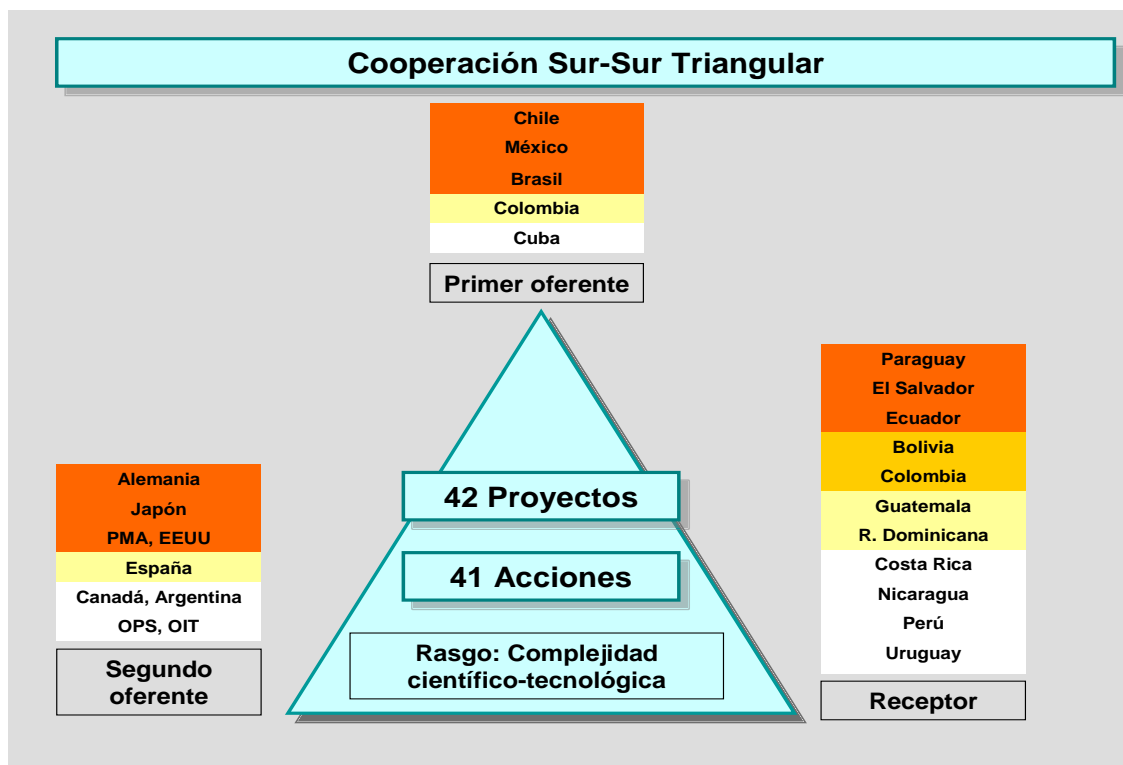 Cooperación Sur-Sur Triangular
Chile
México
Brasil
Colombia
Cuba
Primer oferente
Alemania
Japón
PMA, EEUU
España
Canadá, Argentina
OPS, OIT
Segundo
oferente
42 Proyectos
41 Acciones
Rasgo: Complejidad
científico-tecnológica
Paraguay
El Salvador
Ecuador
Bolivia
Colombia
Guatemala
R. Dominicana
Costa Rica
Nicaragua
Perú
Uruguay
Receptor